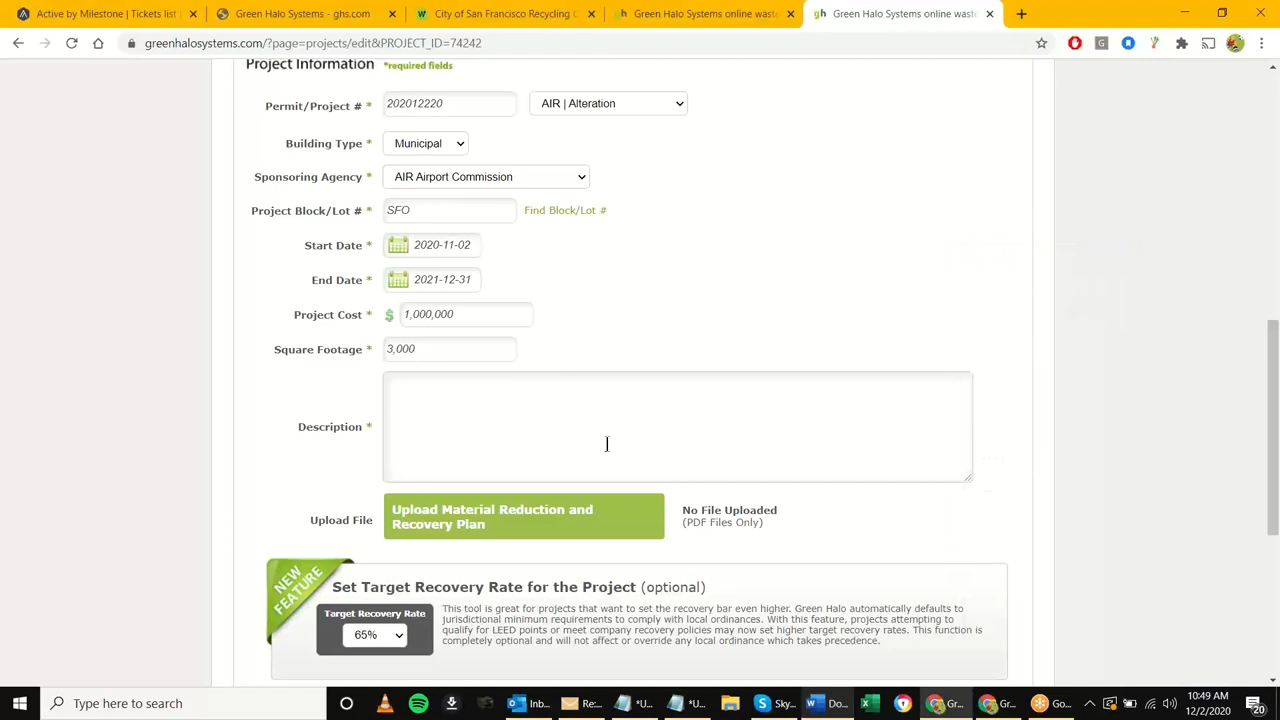 Active by Milestone | Tickets list
Green Halo Systems - ghs.com
City of San Francisco Recycling C
Green Halo Systems online waste
Green Halo Systems online waste
greenhalosystems.com/?page=projects/edit&PROJECT_ID=74242
Project Information *required fields
Permit/Project # * 202012220 AIR | Alteration
Building Type * Municipal
Sponsoring Agency * AIR Airport Commission
Project Block/Lot # * SFO Find Block/Lot #
Start Date * 2020-11-02
End Date * 2021-12-31
Project Cost * $ 1,000,000
Square Footage * 3,000
Description *
Upload Material Reduction and
Recovery Plan
Upload File
No File Uploaded
(PDF Files Only)
NEW
FEATURE
Set Target Recovery Rate for the Project (optional)
Target Recovery Rate
65%
This tool is great for projects that want to set the recovery bar even higher. Green Halo automatically defaults to
jurisdictional minimum requirements to comply with local ordinances. With this feature, projects attempting to
qualify for LEED points or meet company recovery policies may now set higher target recovery rates. This function is
completely optional and will not affect or override any local ordinance which takes precedence.
Type here to search
Inb...
Re:...
*U...
*U...
Sky...
Do...
Gr...
Gr...
Go...
10:49 AM
12/2/2020
20